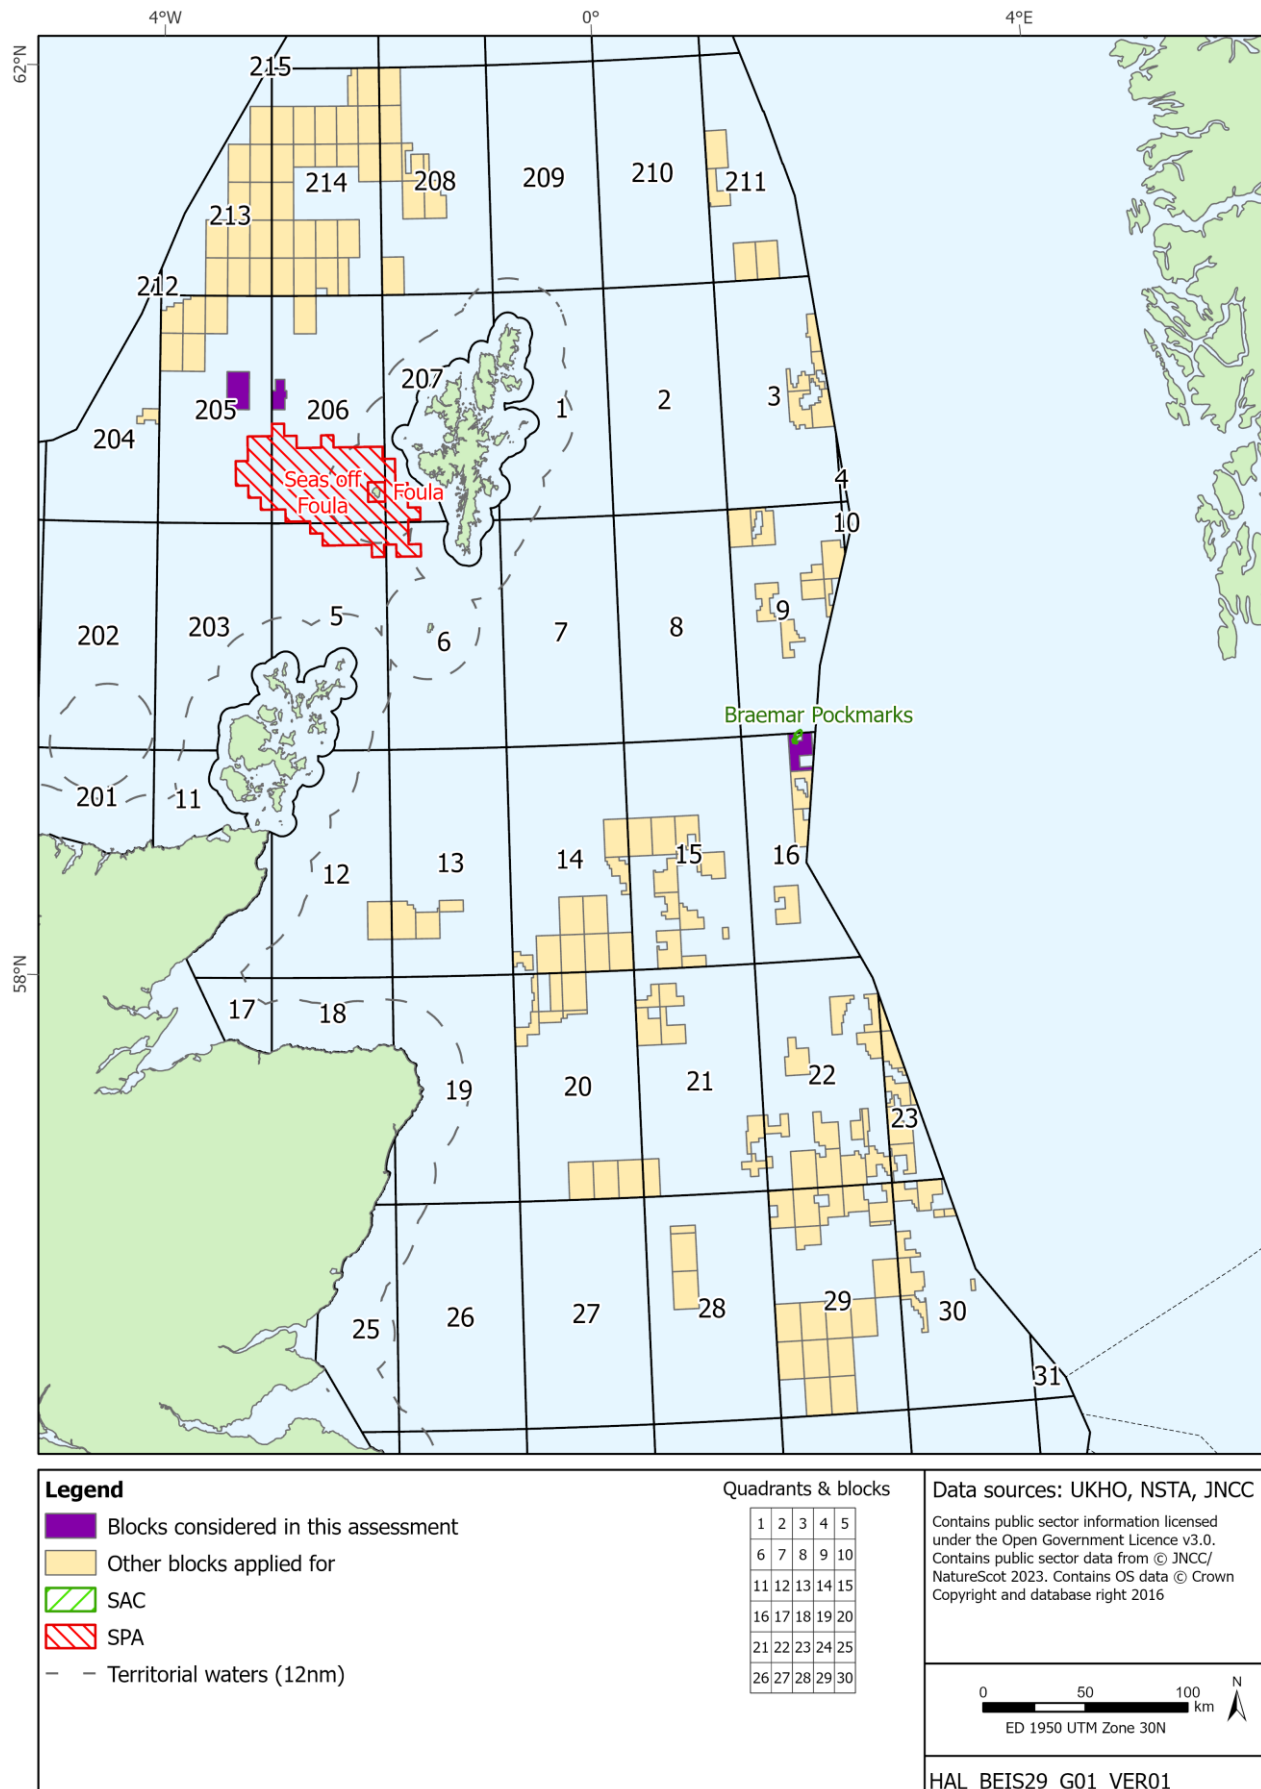 4°W
0°
4°E
62°N
215
214
208
209
210
211
213
212
207
1
2
3
205
206
204
4
Seas off
Foula
Foula
10
202
203
5
6
7
8
9
Braemar Pockmarks
201
11
12
13
14
15
16
58°N
17
18
19
20
21
22
23
25
26
27
28
29
30
31
Legend
Blocks considered in this assessment
Other blocks applied for
SAC
SPA
Territorial waters (12nm)
Quadrants & blocks
1 2 3 4 5
6 7 8 9 10
11 12 13 14 15
16 17 18 19 20
21 22 23 24 25
26 27 28 29 30
Data sources: UKHO, NSTA, JNCC
Contains public sector information licensed
under the Open Government Licence v3.0.
Contains public sector data from © JNCC/
NatureScot 2023. Contains OS data © Crown
Copyright and database right 2016
0 50 100
km
N
ED 1950 UTM Zone 30N
HAL_BEIS29_G01_VER01